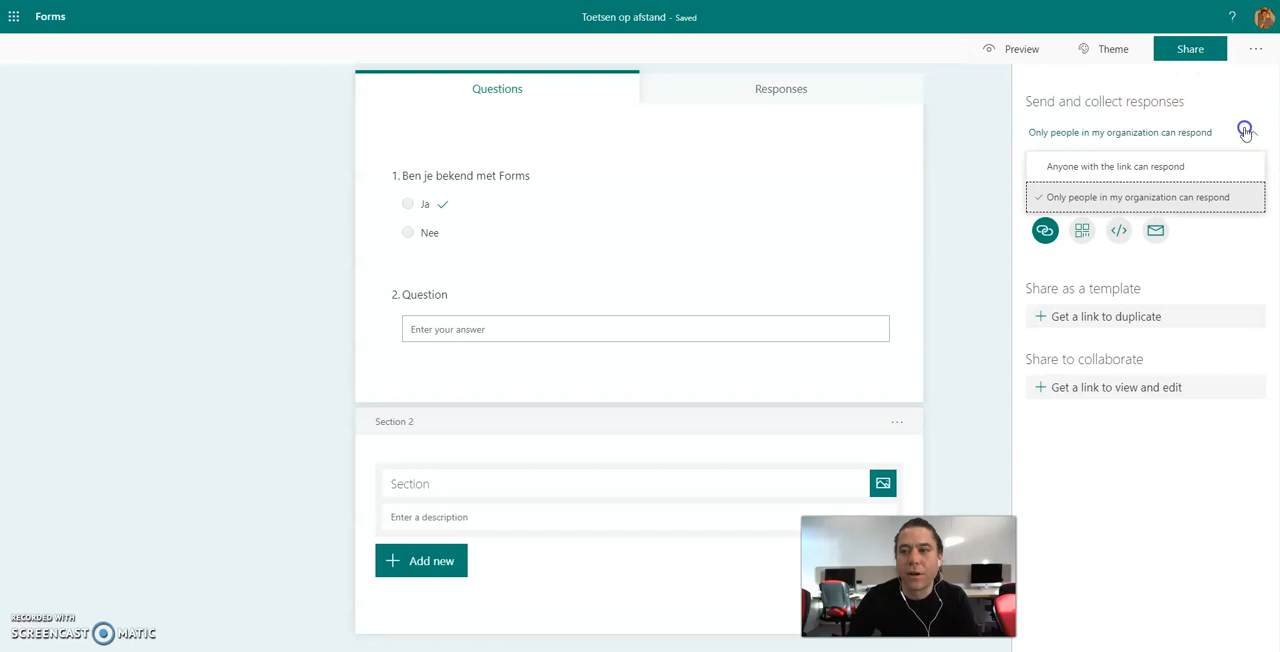 Forms
Toetsen op afstand - Saved
?
Preview
Theme
Share
...
Questions
Responses
Send and collect responses
Only people in my organization can respond
Anyone with the link can respond
Only people in my organization can respond
1. Ben je bekend met Forms
Ja
Nee
</>
2. Question
Enter your answer
Share as a template
+ Get a link to duplicate
Share to collaborate
+ Get a link to view and edit
Section 2
...
Section
Enter a description
+ Add new
RECORDED WITH
SCREENCAST MATIC